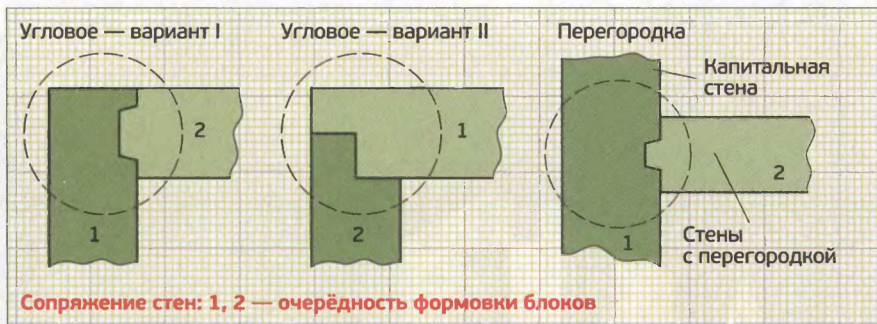 Угловое — вариант I
Угловое — вариант II
Перегородка
Капитальная
стена
2
1
1
2
2
1
Стены
с перегородкой
Сопряжение стен: 1, 2 — очерёдность формовки блоков